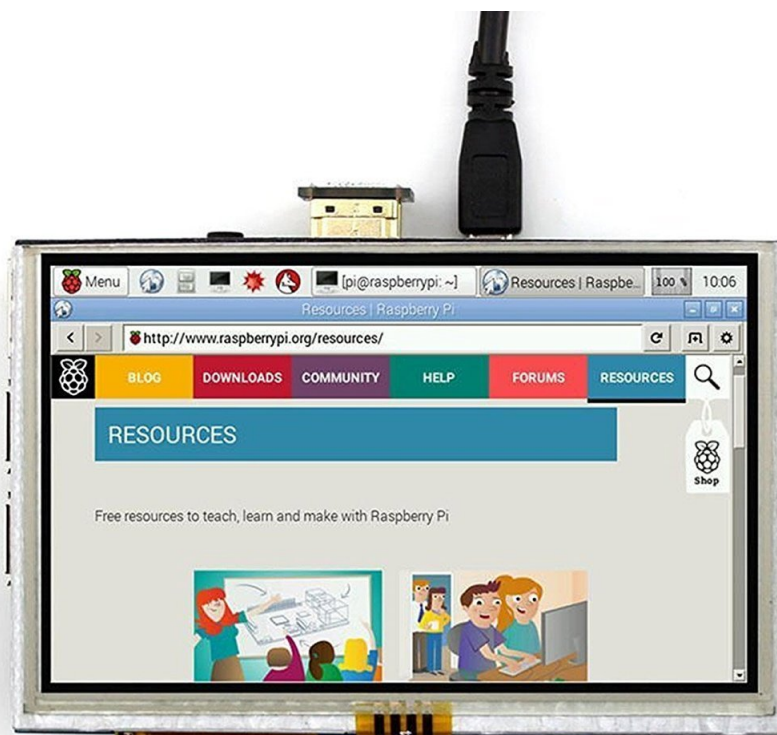 Menu [pi@raspberrypi: ~] Resources | Raspbe... 100 % 10:06
Resources | Raspberry Pi
http://www.raspberrypi.org/resources/
BLOG DOWNLOADS COMMUNITY HELP FORUMS RESOURCES
RESOURCES
Shop
Free resources to teach, learn and make with Raspberry Pi